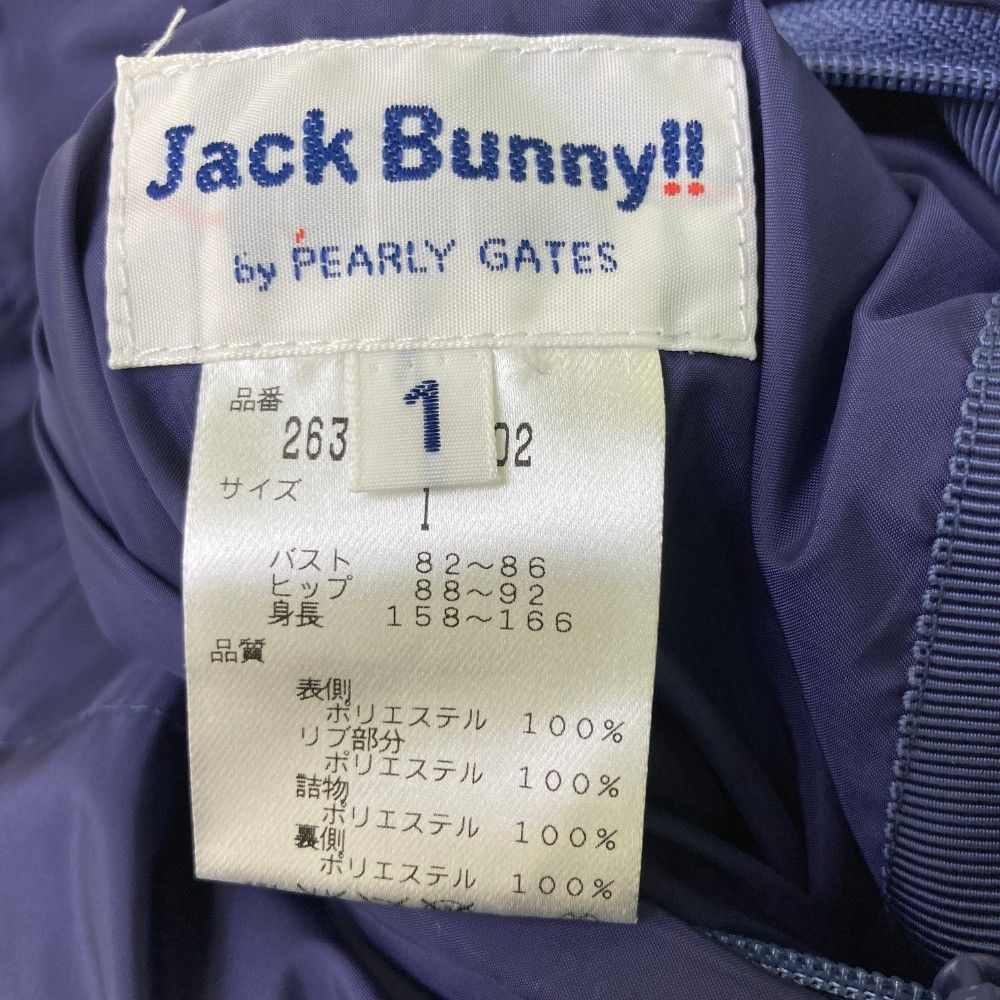 Jack Bunny!!
by PEARLY GATES
1
品番
263 02
サイズ
1
バスト 82～86
ヒップ 88～92
身長 158～166
品質
表側
ポリエステル 100%
リブ部分
ポリエステル 100%
詰物
ポリエステル 100%
裏側
ポリエステル 100%